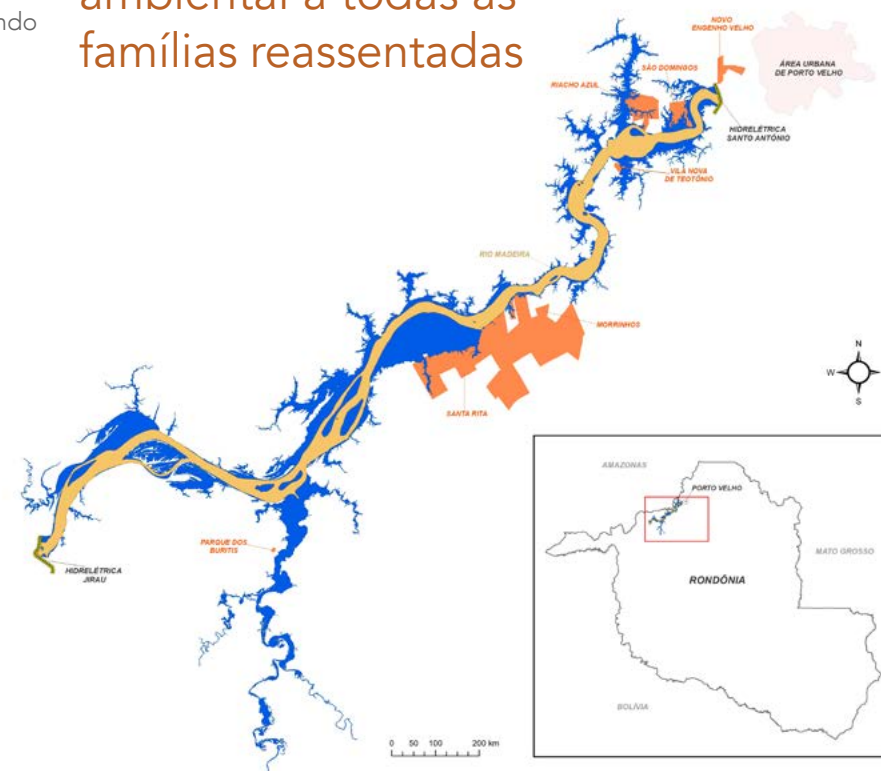 ndo
ambiental a todas as
famílias reassentadas
NOVO
ENGENHO VELHO
ÁREA URBANA
DE PORTO VELHO
SÃO DOMINGOS
RIACHO AZUL
HIDRELÉTRICA
SANTO ANTÔNIO
VILA NOVA
DE TEOTÔNIO
RIO MADEIRA
MORRINHOS
SANTA RITA
N
W
S
PARQUE DOS
BURITIS
HIDRELÉTRICA
JIRAU
0 50 100 200 km
AMAZONAS
PORTO VELHO
MATO GROSSO
RONDÔNIA
BOLÍVIA